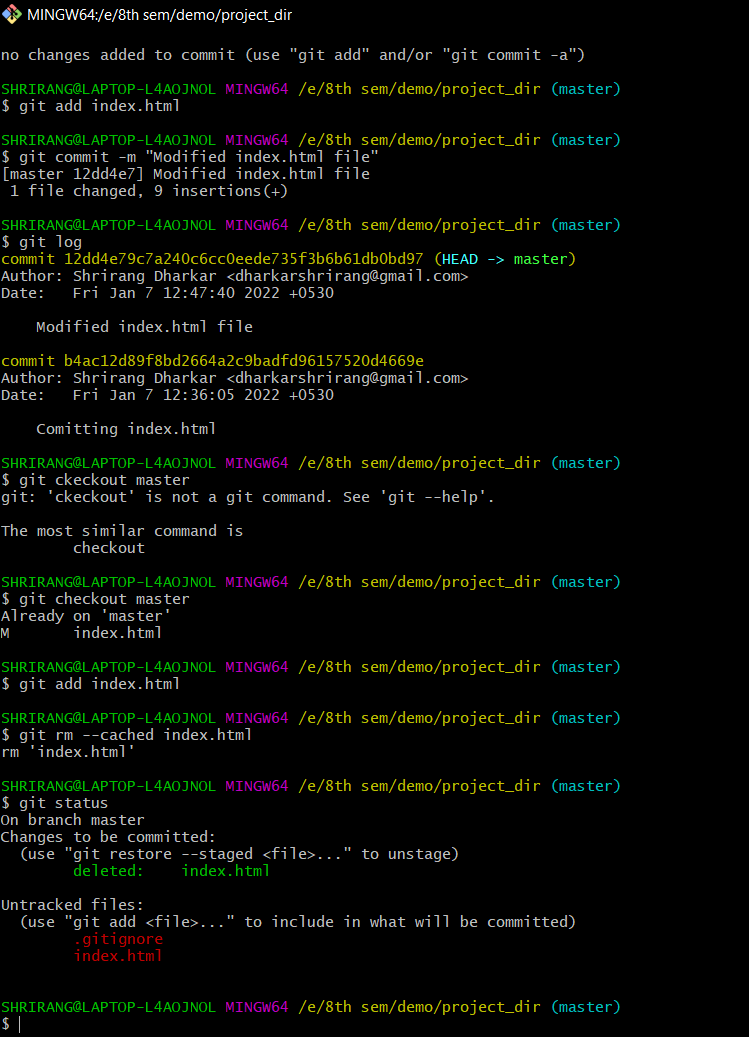 MINGW64:/e/8th sem/demo/project_dir
no changes added to commit (use "git add" and/or "git commit -a")
SHRIRANG@LAPTOP-L4AOJNOL MINGW64 /e/8th sem/demo/project_dir (master)
$ git add index.html
SHRIRANG@LAPTOP-L4AOJNOL MINGW64 /e/8th sem/demo/project_dir (master)
$ git commit -m "Modified index.html file"
[master 12dd4e7] Modified index.html file
 1 file changed, 9 insertions(+)
SHRIRANG@LAPTOP-L4AOJNOL MINGW64 /e/8th sem/demo/project_dir (master)
$ git log
commit 12dd4e79c7a240c6cc0eede735f3b6b61db0bd97 (HEAD -> master)
Author: Shrirang Dharkar <dharkarshrirang@gmail.com>
Date:   Fri Jan 7 12:47:40 2022 +0530
    Modified index.html file
commit b4ac12d89f8bd2664a2c9badfd96157520d4669e
Author: Shrirang Dharkar <dharkarshrirang@gmail.com>
Date:   Fri Jan 7 12:36:05 2022 +0530
    Comitting index.html
SHRIRANG@LAPTOP-L4AOJNOL MINGW64 /e/8th sem/demo/project_dir (master)
$ git ckeckout master
git: 'ckeckout' is not a git command. See 'git --help'.
The most similar command is
        checkout
SHRIRANG@LAPTOP-L4AOJNOL MINGW64 /e/8th sem/demo/project_dir (master)
$ git checkout master
Already on 'master'
M       index.html
SHRIRANG@LAPTOP-L4AOJNOL MINGW64 /e/8th sem/demo/project_dir (master)
$ git add index.html
SHRIRANG@LAPTOP-L4AOJNOL MINGW64 /e/8th sem/demo/project_dir (master)
$ git rm --cached index.html
rm 'index.html'
SHRIRANG@LAPTOP-L4AOJNOL MINGW64 /e/8th sem/demo/project_dir (master)
$ git status
On branch master
Changes to be committed:
  (use "git restore --staged <file>..." to unstage)
        deleted:    index.html
Untracked files:
  (use "git add <file>..." to include in what will be committed)
        .gitignore
        index.html
SHRIRANG@LAPTOP-L4AOJNOL MINGW64 /e/8th sem/demo/project_dir (master)
$